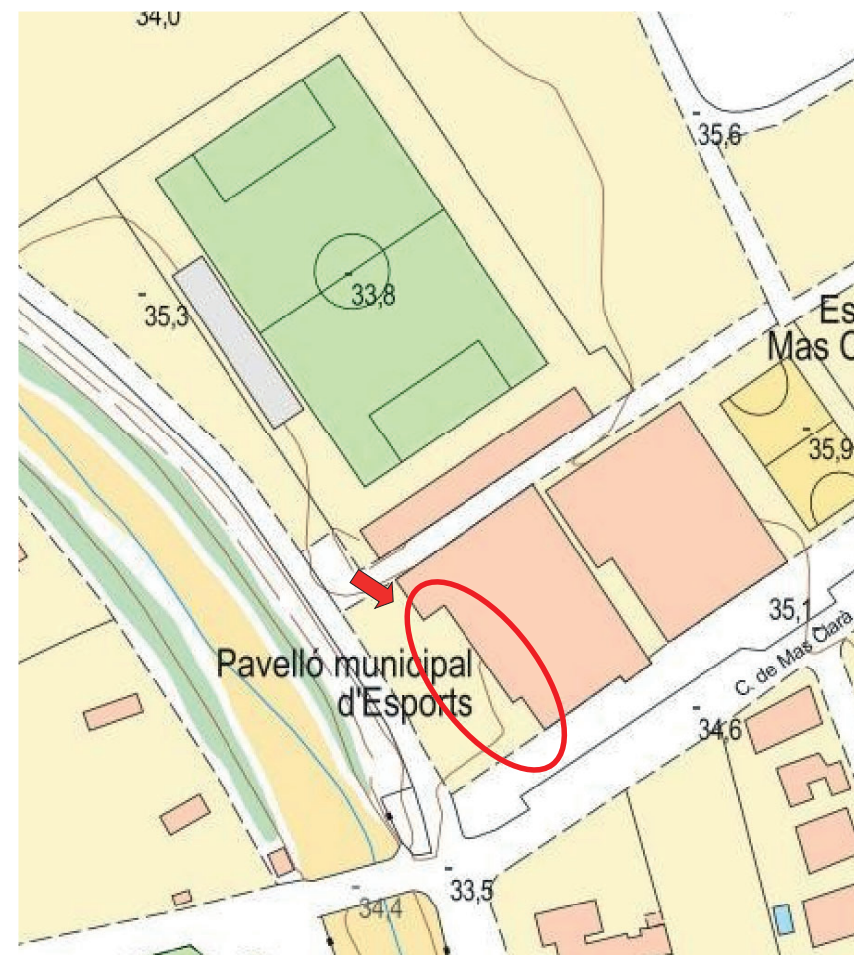 34,0
35,6
33,8
35,3
Es
Mas C
35,9
35,1
C. de Mas Clarà
Pavelló municipal
d'Esports
34,6
33,5
34,4